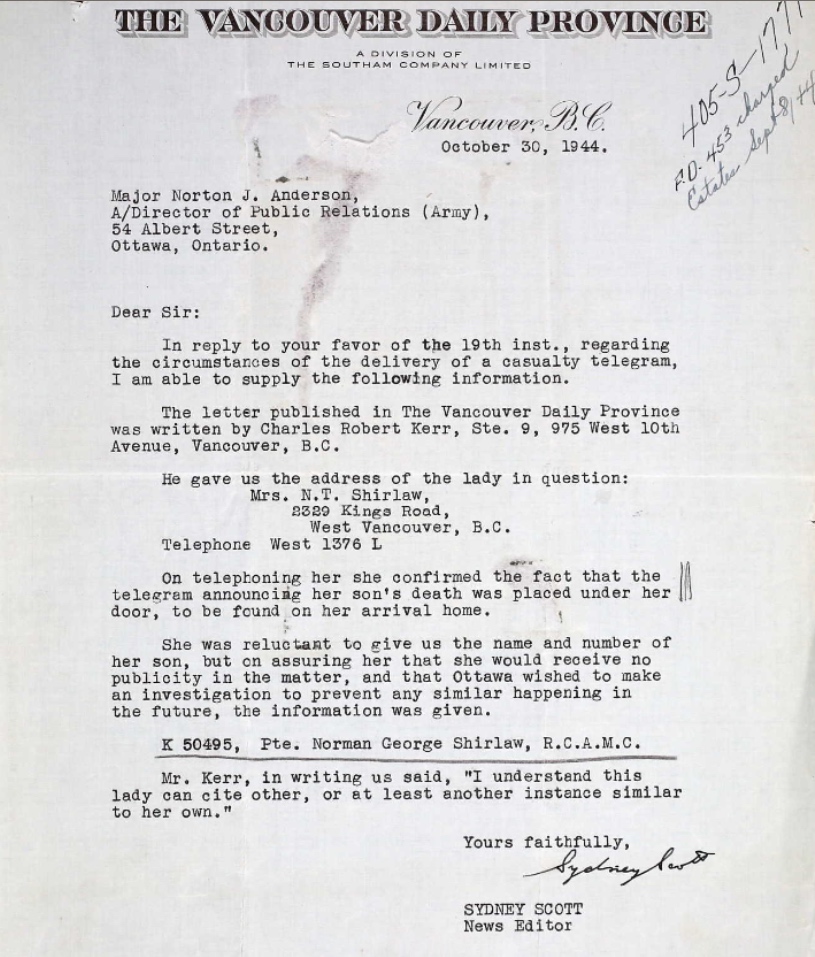 THE VANCOUVER DAILY PROVINCE
A DIVISION OF
THE SOUTHAM COMPANY LIMITED
405-S-177
P.O. 453 charged
Estates Sept 8/44
Vancouver, B.C.
October 30, 1944.
Major Norton J. Anderson,
A/Director of Public Relations (Army),
54 Albert Street,
Ottawa, Ontario.
Dear Sir:
In reply to your favor of the 19th inst., regarding
the circumstances of the delivery of a casualty telegram,
I am able to supply the following information.
The letter published in The Vancouver Daily Province
was written by Charles Robert Kerr, Ste. 9, 975 West 10th
Avenue, Vancouver, B.C.
He gave us the address of the lady in question:
Mrs. N.T. Shirlaw,
2329 Kings Road,
West Vancouver, B.C.
Telephone West 1376 L
On telephoning her she confirmed the fact that the
telegram announcing her son's death was placed under her
door, to be found on her arrival home.
She was reluctant to give us the name and number of
her son, but on assuring her that she would receive no
publicity in the matter, and that Ottawa wished to make
an investigation to prevent any similar happening in
the future, the information was given.
K 50495, Pte. Norman George Shirlaw, R.C.A.M.C.
Mr. Kerr, in writing us said, "I understand this
lady can cite other, or at least another instance similar
to her own."
Yours faithfully,
Sydney Scott
SYDNEY SCOTT
News Editor